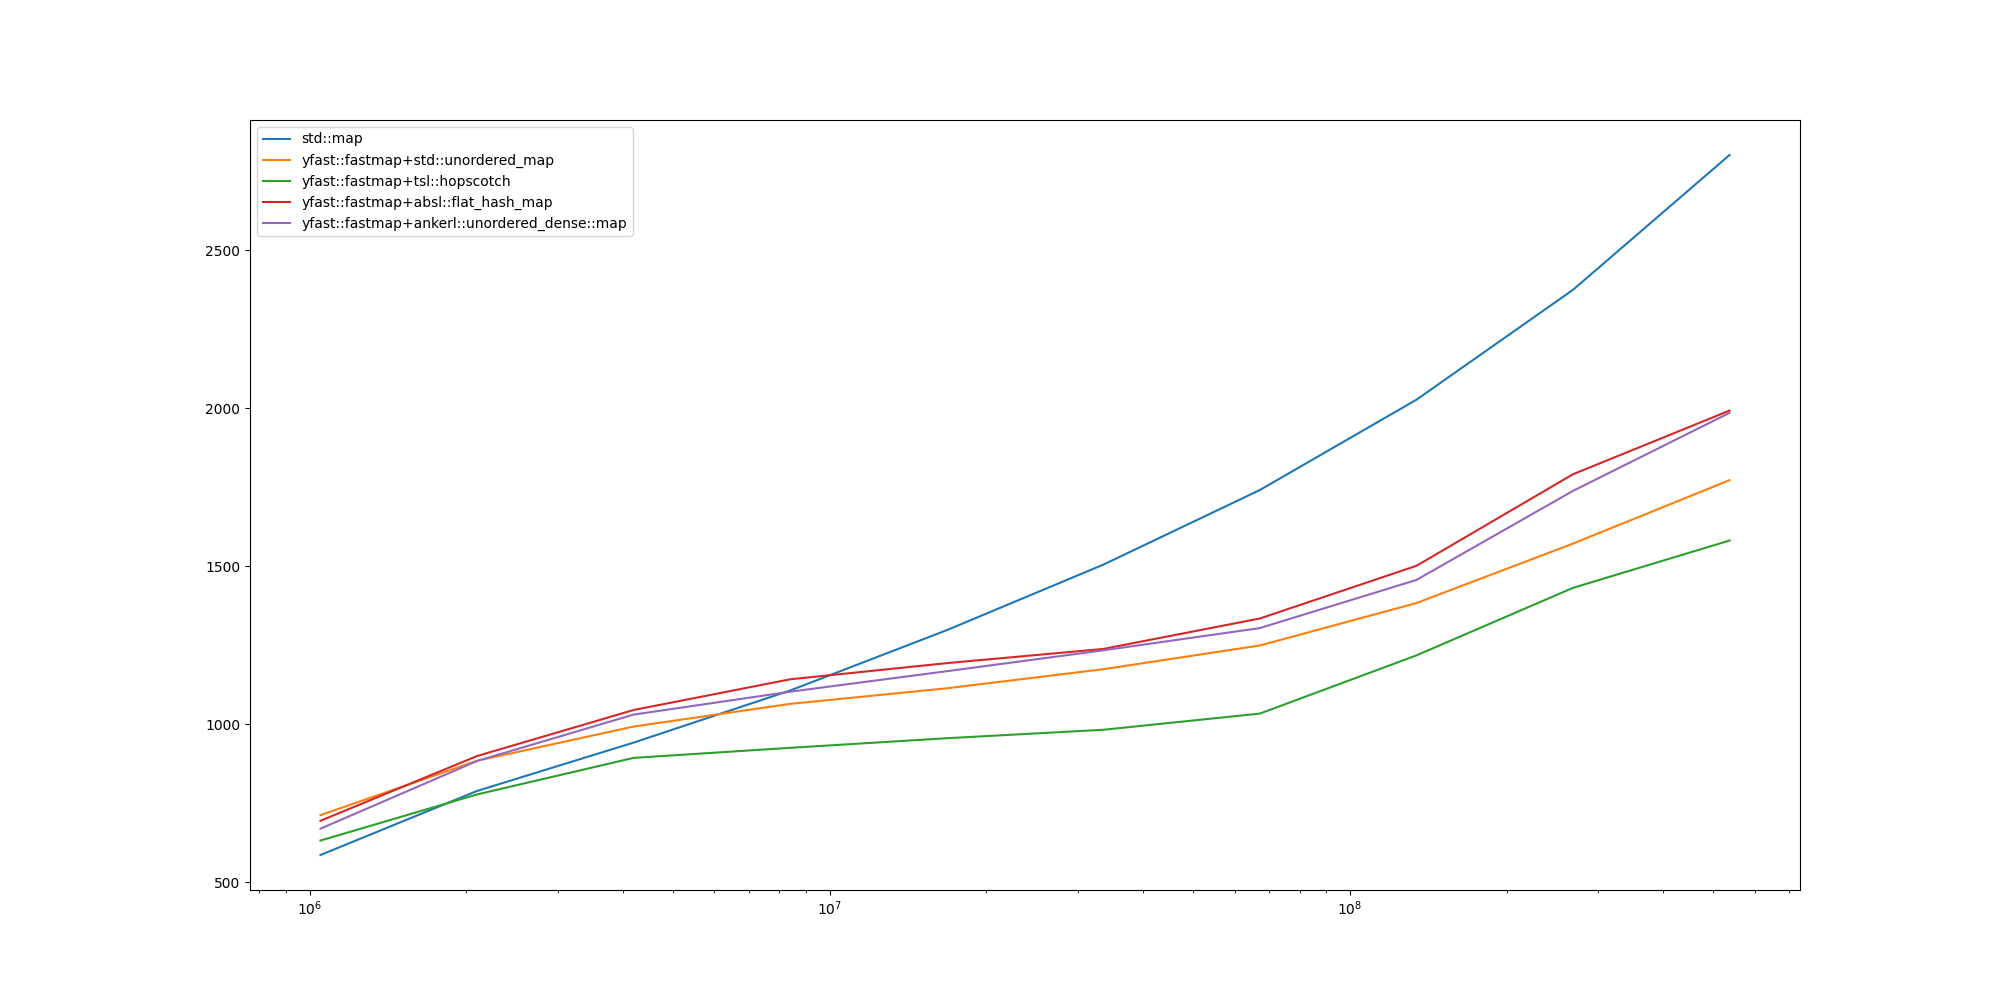 std::map
yfast::fastmap+std::unordered_map
yfast::fastmap+tsl::hopscotch
yfast::fastmap+absl::flat_hash_map
yfast::fastmap+ankerl::unordered_dense::map
2500
2000
1500
1000
500
10⁶ 10⁷ 10⁸